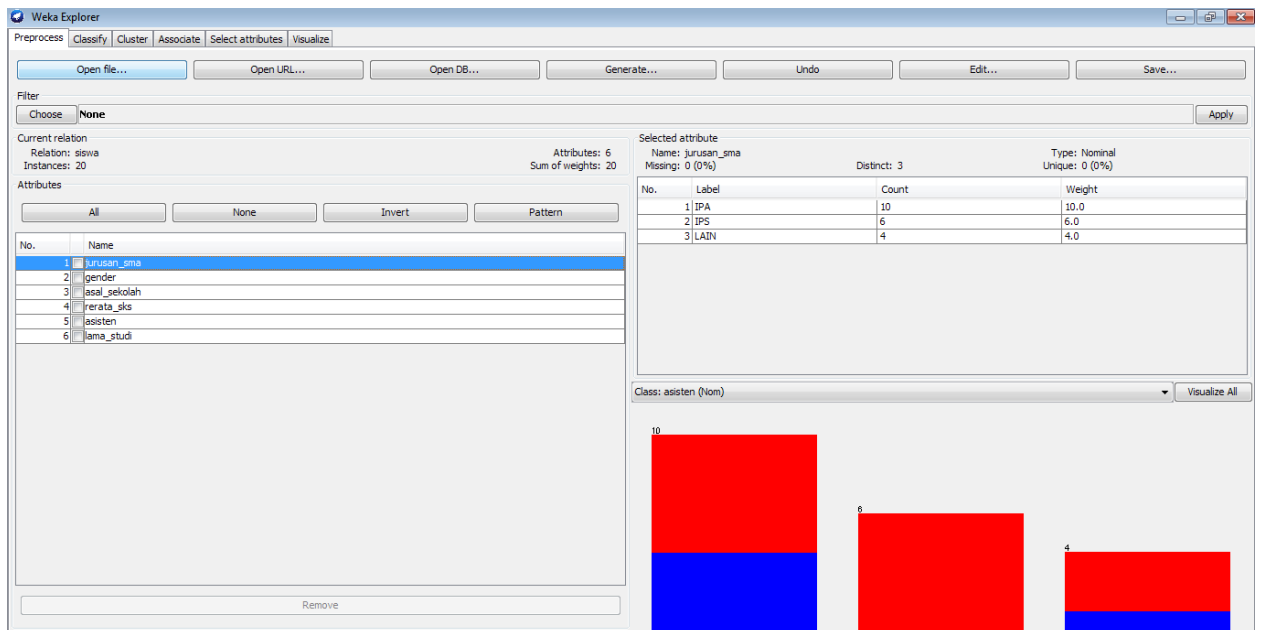 Weka Explorer
Preprocess Classify Cluster Associate Select attributes Visualize
Open file... Open URL... Open DB... Generate... Undo Edit... Save...
Filter
Choose None Apply
Current relation
Relation: siswa Attributes: 6
Instances: 20 Sum of weights: 20
Attributes
All None Invert Pattern
No. Name
1 jurusan_sma
2 gender
3 asal_sekolah
4 rerata_sks
5 asisten
6 lama_studi
Remove
Selected attribute
Name: jurusan_sma Type: Nominal
Missing: 0 (0%) Distinct: 3 Unique: 0 (0%)
No. Label Count Weight
1 IPA 10 10.0
2 IPS 6 6.0
3 LAIN 4 4.0
Class: asisten (Nom) Visualize All
10
6
4